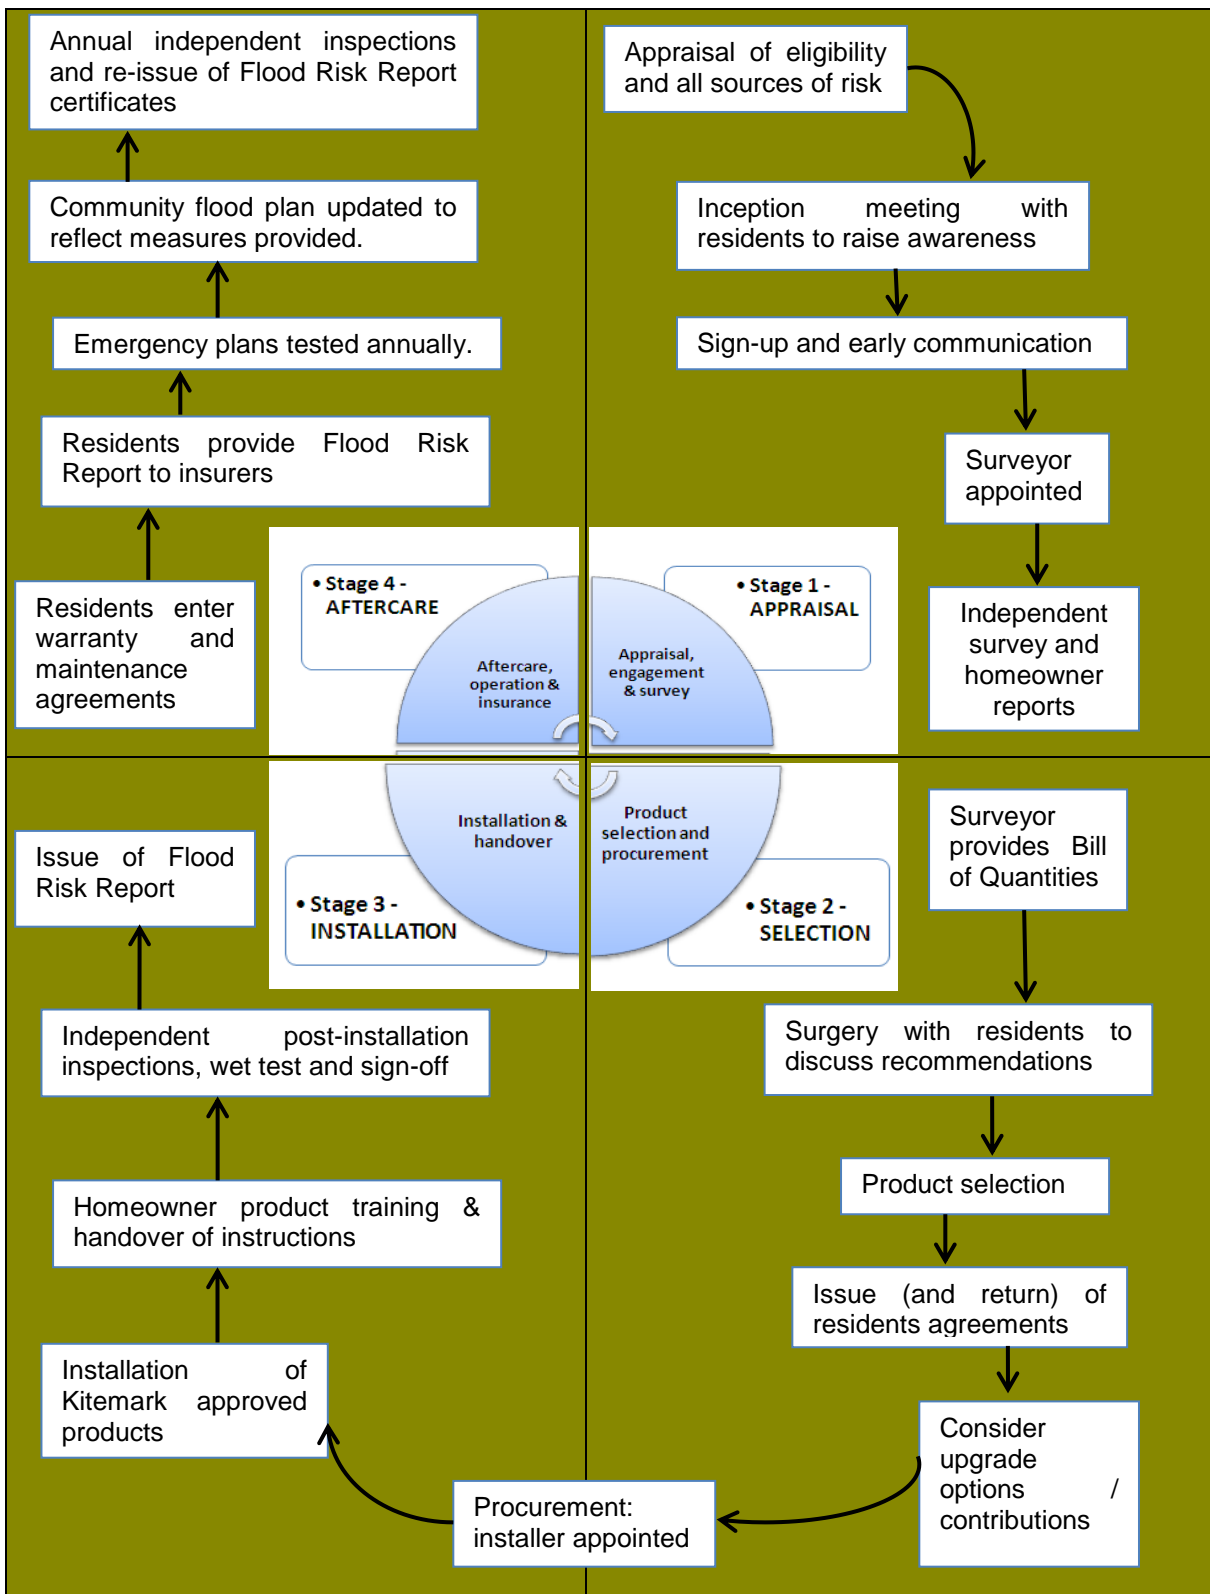 Appraisal of eligibility
and all sources of risk
Inception meeting with
residents to raise awareness
Sign-up and early communication
Surveyor
appointed
Independent
survey and
homeowner
reports
• Stage 1 -
APPRAISAL
Appraisal,
engagement
& survey
Surveyor
provides Bill
of Quantities
Surgery with residents to
discuss recommendations
Product selection
Issue (and return) of
residents agreements
Consider
upgrade
options /
contributions
Procurement:
installer appointed
• Stage 2 -
SELECTION
Product
selection and
procurement
Installation of
Kitemark approved
products
Homeowner product training &
handover of instructions
Independent post-installation
inspections, wet test and sign-off
Issue of Flood
Risk Report
• Stage 3 -
INSTALLATION
Installation &
handover
Residents enter
warranty and
maintenance
agreements
Residents provide Flood Risk
Report to insurers
Emergency plans tested annually.
Community flood plan updated to
reflect measures provided.
Annual independent inspections
and re-issue of Flood Risk Report
certificates
• Stage 4 -
AFTERCARE
Aftercare,
operation &
insurance